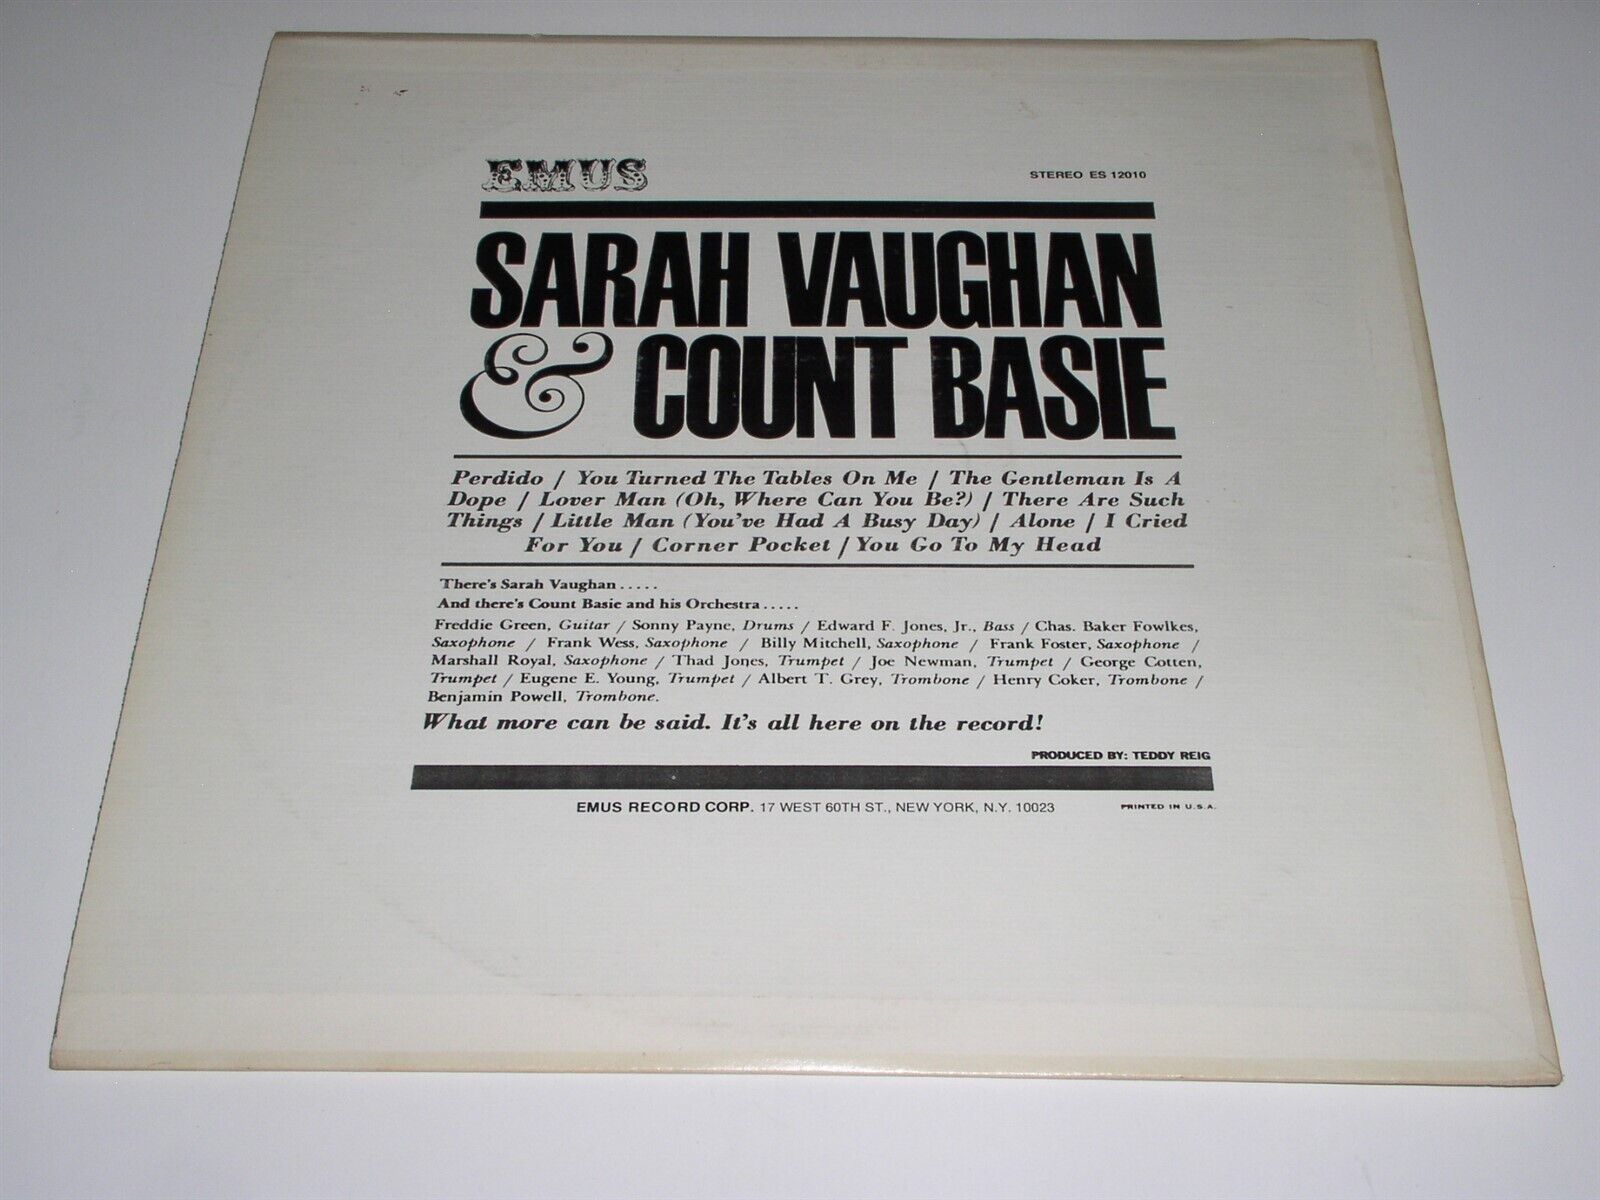 EMUS
STEREO ES 12010
SARAH VAUGHAN
& COUNT BASIE
Perdido / You Turned The Tables On Me / The Gentleman Is A
Dope / Lover Man (Oh, Where Can You Be?) / There Are Such
Things / Little Man (You've Had A Busy Day) / Alone / I Cried
For You / Corner Pocket / You Go To My Head
There's Sarah Vaughan .....
And there's Count Basie and his Orchestra .....
Freddie Green, Guitar / Sonny Payne, Drums / Edward F. Jones, Jr., Bass / Chas. Baker Fowlkes,
Saxophone / Frank Wess, Saxophone / Billy Mitchell, Saxophone / Frank Foster, Saxophone /
Marshall Royal, Saxophone / Thad Jones, Trumpet / Joe Newman, Trumpet / George Cotten,
Trumpet / Eugene E. Young, Trumpet / Albert T. Grey, Trombone / Henry Coker, Trombone /
Benjamin Powell, Trombone.
What more can be said. It's all here on the record!
PRODUCED BY: TEDDY REIG
EMUS RECORD CORP. 17 WEST 60TH ST., NEW YORK, N.Y. 10023
PRINTED IN U.S.A.